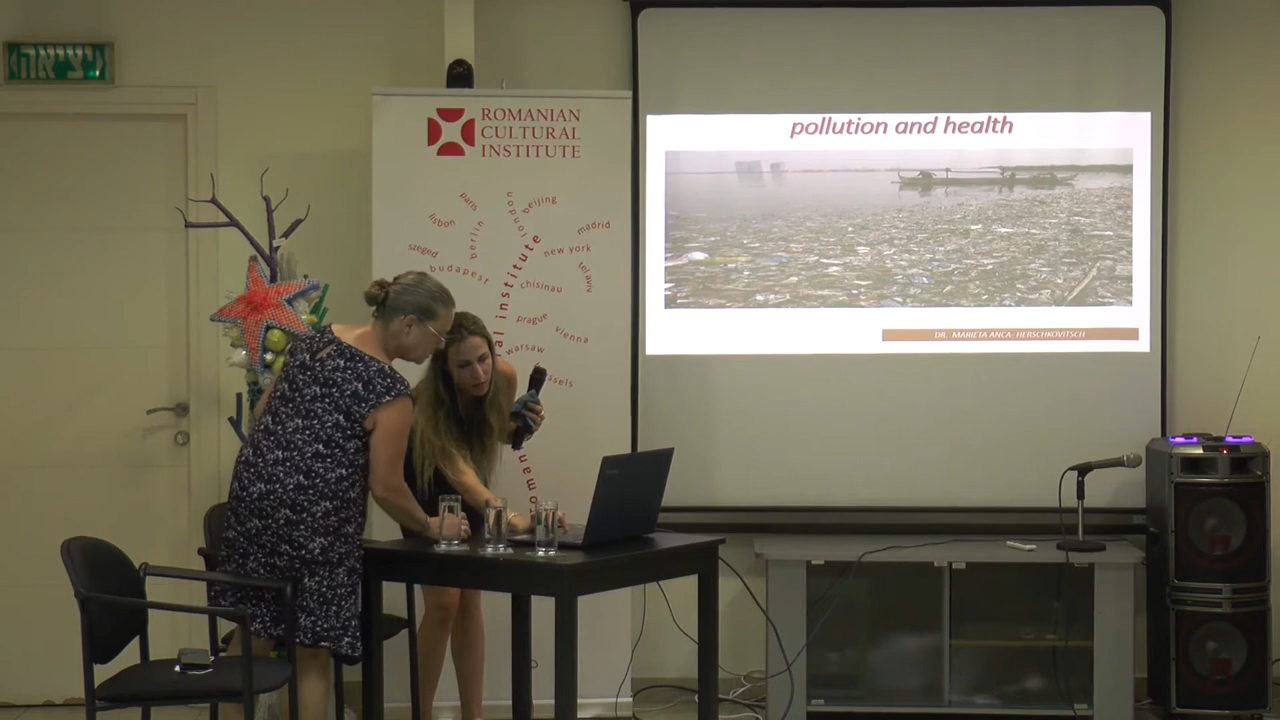 יציאה
ROMANIAN
CULTURAL
INSTITUTE
paris
london
beijing
lisbon
berlin
madrid
szeged
new york
budapest
tel aviv
chisinau
prague
vienna
warsaw
institute
pollution and health
DR. MARIETA ANCA- HERSCHKOVITSCH